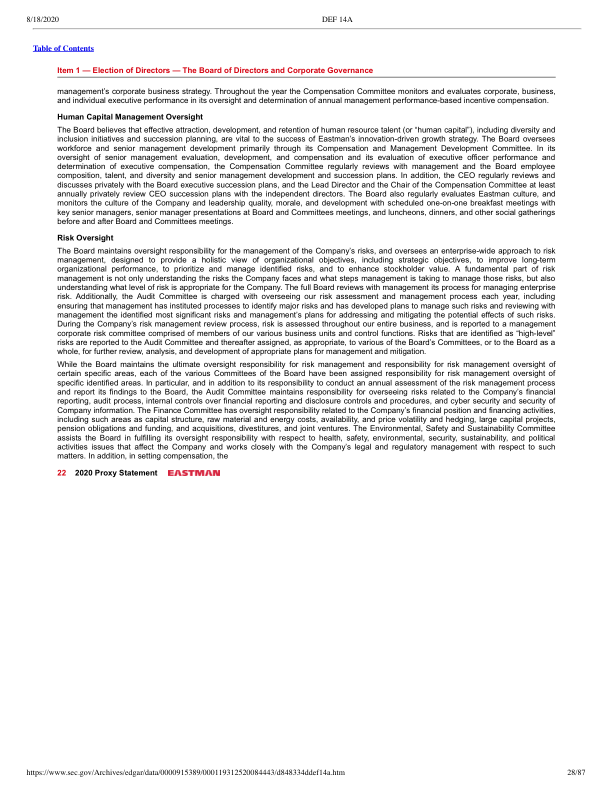 8/18/2020 DEF 14A
Table of Contents
Item 1 — Election of Directors — The Board of Directors and Corporate Governance
management's corporate business strategy. Throughout the year the Compensation Committee monitors and evaluates corporate, business,
and individual executive performance in its oversight and determination of annual management performance-based incentive compensation.
Human Capital Management Oversight
The Board believes that effective attraction, development, and retention of human resource talent (or "human capital"), including diversity and
inclusion initiatives and succession planning, are vital to the success of Eastman's innovation-driven growth strategy. The Board oversees
workforce and senior management development primarily through its Compensation and Management Development Committee. In its
oversight of senior management evaluation, development, and compensation and its evaluation of executive officer performance and
determination of executive compensation, the Compensation Committee regularly reviews with management and the Board employee
composition, talent, and diversity and senior management development and succession plans. In addition, the CEO regularly reviews and
discusses privately with the Board executive succession plans, and the Lead Director and the Chair of the Compensation Committee at least
annually privately review CEO succession plans with the independent directors. The Board also regularly evaluates Eastman culture, and
monitors the culture of the Company and leadership quality, morale, and development with scheduled one-on-one breakfast meetings with
key senior managers, senior manager presentations at Board and Committees meetings, and luncheons, dinners, and other social gatherings
before and after Board and Committees meetings.
Risk Oversight
The Board maintains oversight responsibility for the management of the Company's risks, and oversees an enterprise-wide approach to risk
management, designed to provide a holistic view of organizational objectives, including strategic objectives, to improve long-term
organizational performance, to prioritize and manage identified risks, and to enhance stockholder value. A fundamental part of risk
management is not only understanding the risks the Company faces and what steps management is taking to manage those risks, but also
understanding what level of risk is appropriate for the Company. The full Board reviews with management its process for managing enterprise
risk. Additionally, the Audit Committee is charged with overseeing our risk assessment and management process each year, including
ensuring that management has instituted processes to identify major risks and has developed plans to manage such risks and reviewing with
management the identified most significant risks and management's plans for addressing and mitigating the potential effects of such risks.
During the Company's risk management review process, risk is assessed throughout our entire business, and is reported to a management
corporate risk committee comprised of members of our various business units and control functions. Risks that are identified as "high-level"
risks are reported to the Audit Committee and thereafter assigned, as appropriate, to various of the Board's Committees, or to the Board as a
whole, for further review, analysis, and development of appropriate plans for management and mitigation.
While the Board maintains the ultimate oversight responsibility for risk management and responsibility for risk management oversight of
certain specific areas, each of the various Committees of the Board have been assigned responsibility for risk management oversight of
specific identified areas. In particular, and in addition to its responsibility to conduct an annual assessment of the risk management process
and report its findings to the Board, the Audit Committee maintains responsibility for overseeing risks related to the Company's financial
reporting, audit process, internal controls over financial reporting and disclosure controls and procedures, and cyber security and security of
Company information. The Finance Committee has oversight responsibility related to the Company's financial position and financing activities,
including such areas as capital structure, raw material and energy costs, availability, and price volatility and hedging, large capital projects,
pension obligations and funding, and acquisitions, divestitures, and joint ventures. The Environmental, Safety and Sustainability Committee
assists the Board in fulfilling its oversight responsibility with respect to health, safety, environmental, security, sustainability, and political
activities issues that affect the Company and works closely with the Company's legal and regulatory management with respect to such
matters. In addition, in setting compensation, the
22 2020 Proxy Statement EASTMAN
https://www.sec.gov/Archives/edgar/data/0000915389/000119312520084443/d848334ddef14a.htm 28/87